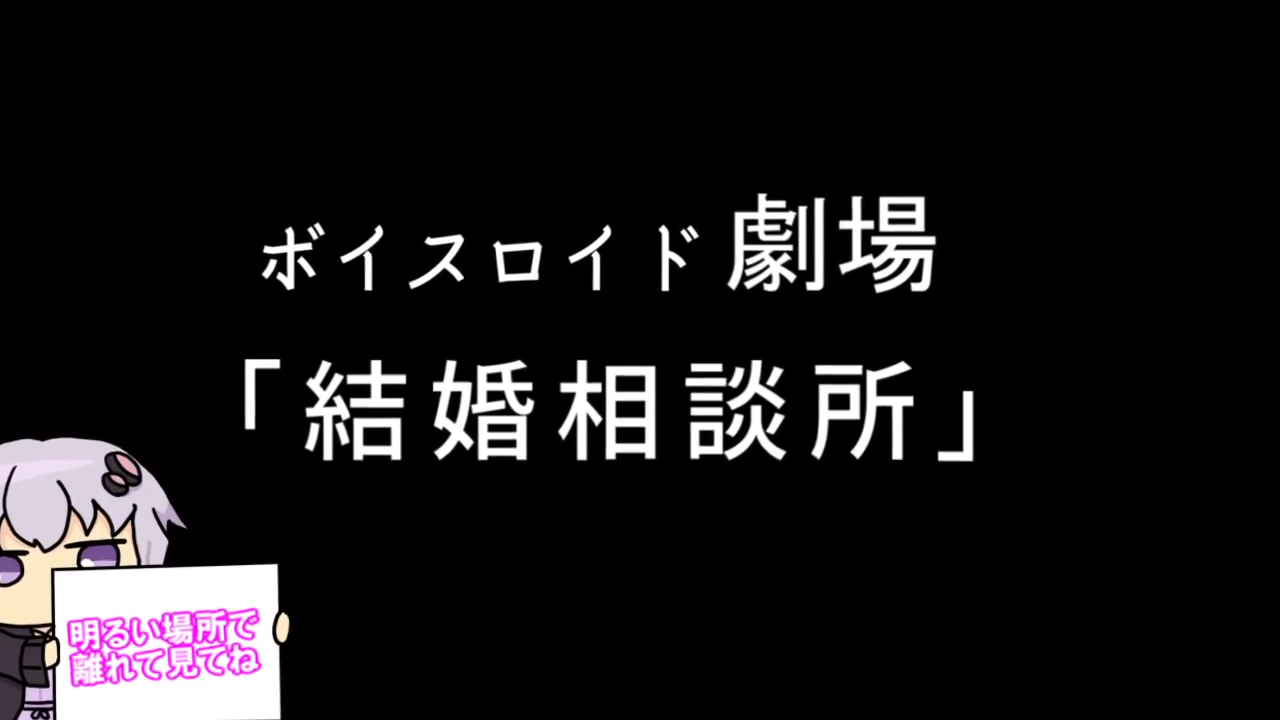 ボイスロイド劇場
「結婚相談所」
明るい場所で
離れて見てね